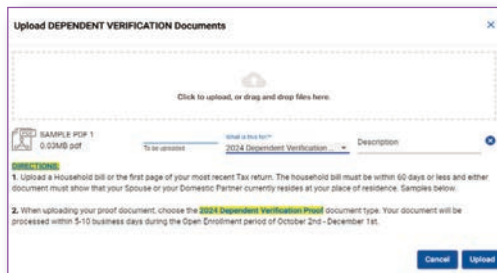 Upload DEPENDENT VERIFICATION Documents
Click to upload, or drag and drop files here.
SAMPLE PDF 1
0.03MB.pdf
To be uploaded
What is this for?*
2024 Dependent Verification ...
Description
DIRECTIONS:
1. Upload a Household bill or the first page of your most recent Tax return. The household bill must be within 60 days or less and either
document must show that your Spouse or your Domestic Partner currently resides at your place of residence. Samples below.
2. When uploading your proof document, choose the 2024 Dependent Verification Proof document type. Your document will be
processed within 5-10 business days during the Open Enrollment period of October 2nd - December 1st.
Cancel Upload